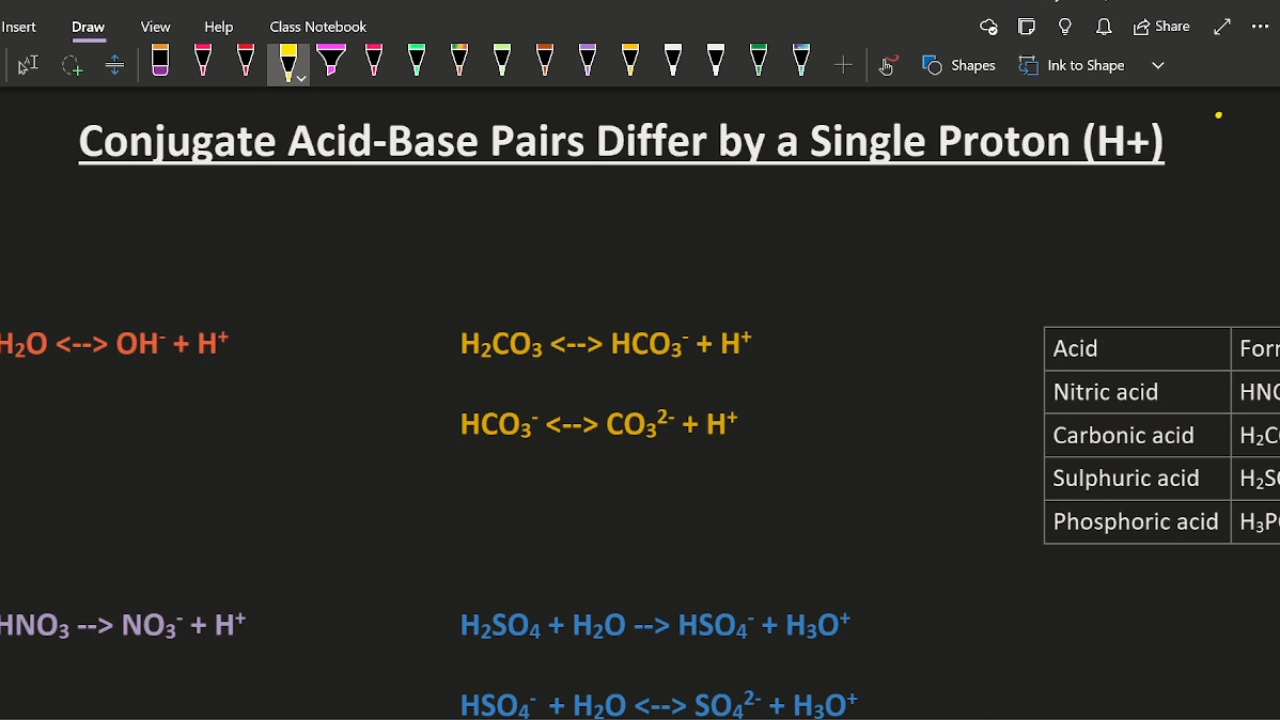 Insert Draw View Help Class Notebook Share
Shapes Ink to Shape
Conjugate Acid-Base Pairs Differ by a Single Proton (H+)
H₂O <--> OH⁻ + H⁺
H₂CO₃ <--> HCO₃⁻ + H⁺
HCO₃⁻ <--> CO₃²⁻ + H⁺
Acid
Nitric acid
Carbonic acid
Sulphuric acid
Phosphoric acid
HNO₃ --> NO₃⁻ + H⁺
H₂SO₄ + H₂O --> HSO₄⁻ + H₃O⁺
HSO₄⁻ + H₂O <--> SO₄²⁻ + H₃O⁺